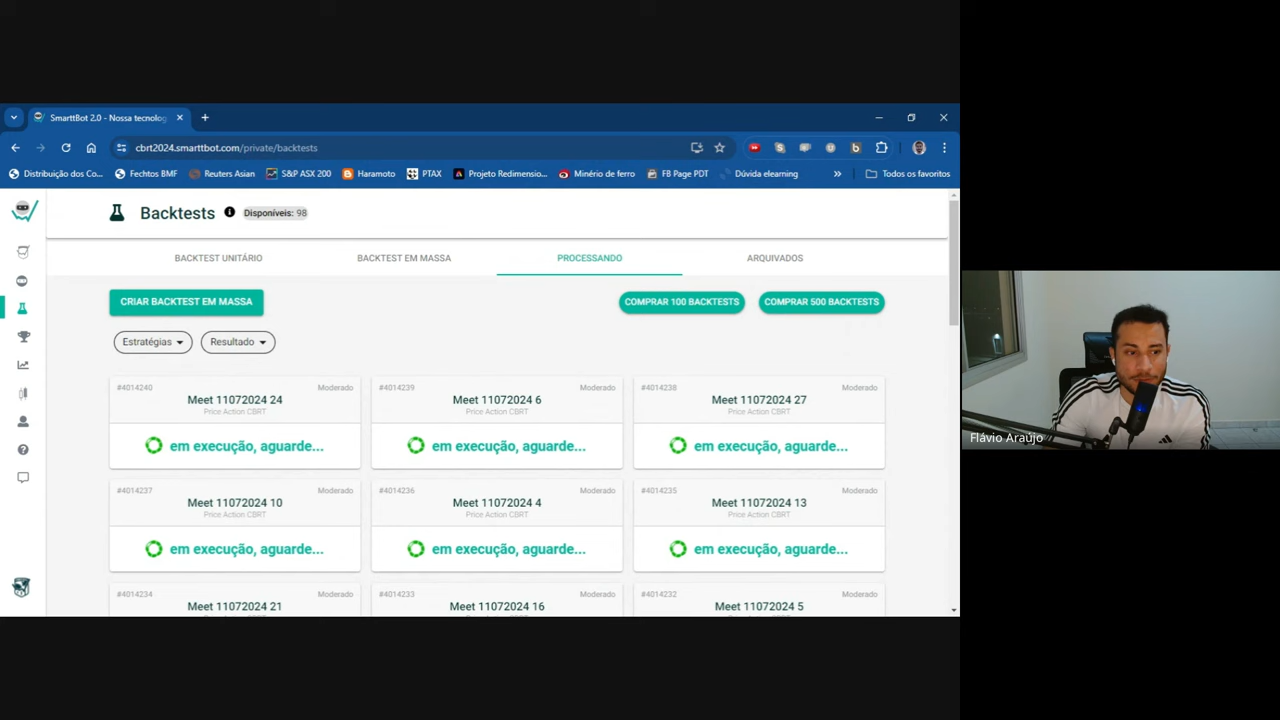 SmarttBot 2.0 - Nossa tecnolog
cbrt2024.smarttbot.com/private/backtests
Distribuição dos Co... Fechtos BMF Reuters Asian S&P ASX 200 Haramoto PTAX Projeto Redimensio... Minério de ferro FB Page PDT Dúvida elearning » Todos os favoritos
Backtests Disponíveis: 98
BACKTEST UNITÁRIO BACKTEST EM MASSA PROCESSANDO ARQUIVADOS
CRIAR BACKTEST EM MASSA COMPRAR 100 BACKTESTS COMPRAR 500 BACKTESTS
Estratégias Resultado
#4014240 Moderado #4014239 Moderado #4014238 Moderado
Meet 11072024 24 Meet 11072024 6 Meet 11072024 27
Price Action CBRT Price Action CBRT Price Action CBRT
em execução, aguarde... em execução, aguarde... em execução, aguarde...
#4014237 Moderado #4014236 Moderado #4014235 Moderado
Meet 11072024 10 Meet 11072024 4 Meet 11072024 13
Price Action CBRT Price Action CBRT Price Action CBRT
em execução, aguarde... em execução, aguarde... em execução, aguarde...
#4014234 Moderado #4014233 Moderado #4014232 Moderado
Meet 11072024 21 Meet 11072024 16 Meet 11072024 5
Flávio Araújo